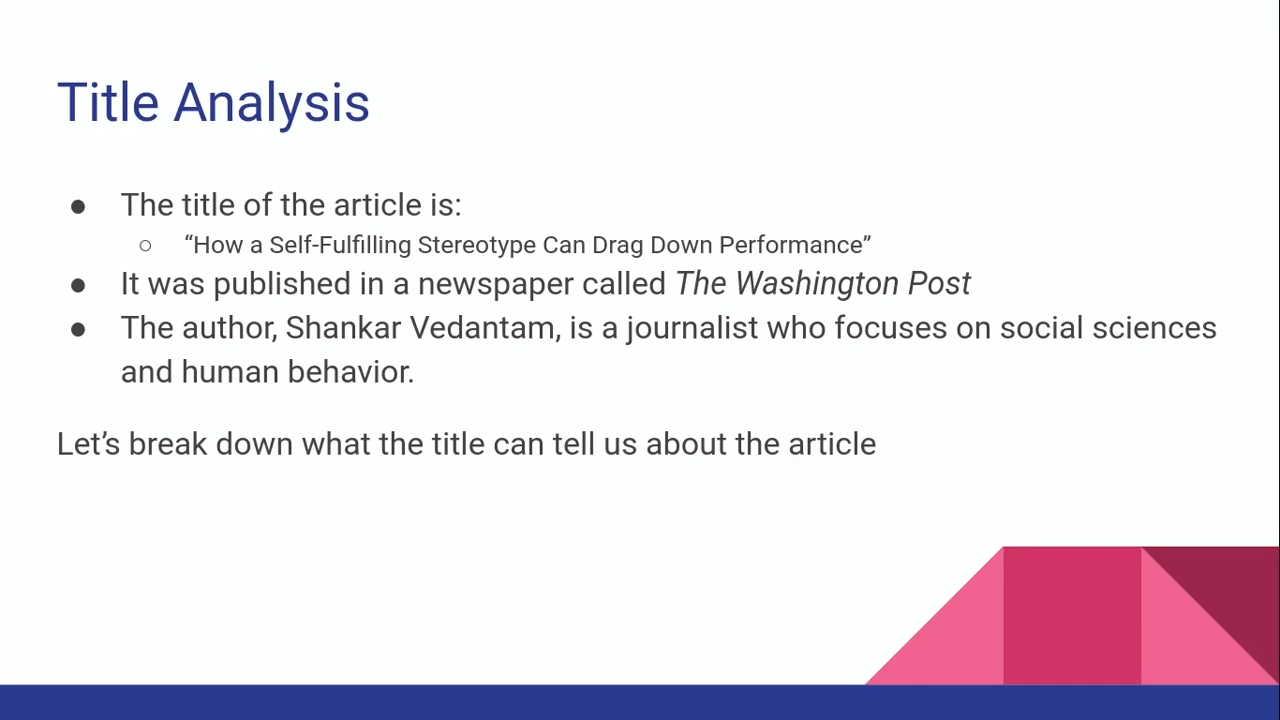 Title Analysis
● The title of the article is:
○ “How a Self-Fulfilling Stereotype Can Drag Down Performance”
● It was published in a newspaper called The Washington Post
● The author, Shankar Vedantam, is a journalist who focuses on social sciences
and human behavior.
Let’s break down what the title can tell us about the article